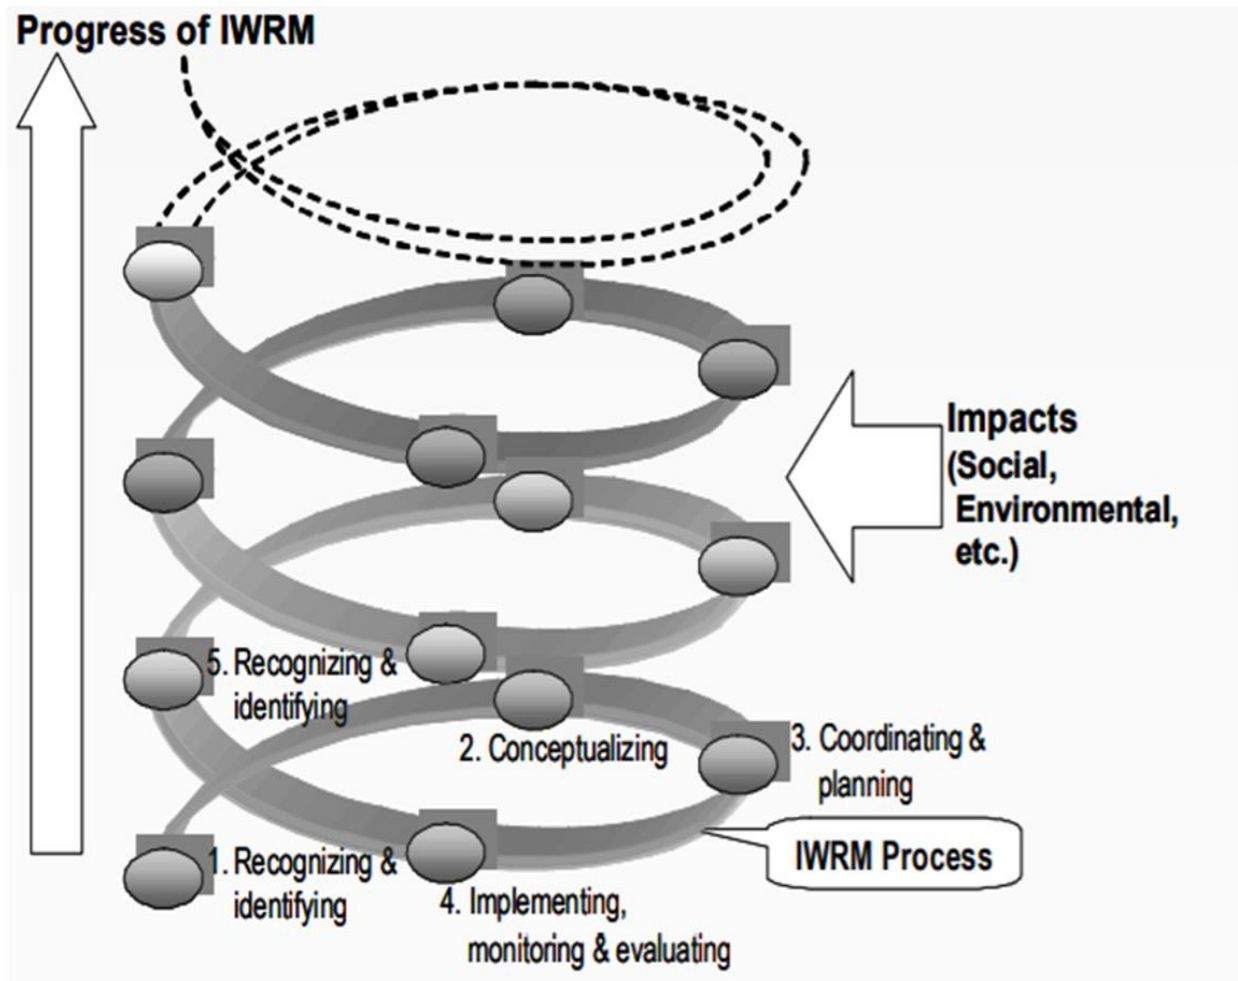 Progress of IWRM
Impacts
(Social,
Environmental,
etc.)
5. Recognizing &
identifying
2. Conceptualizing
3. Coordinating &
planning
IWRM Process
1. Recognizing &
identifying
4. Implementing,
monitoring & evaluating